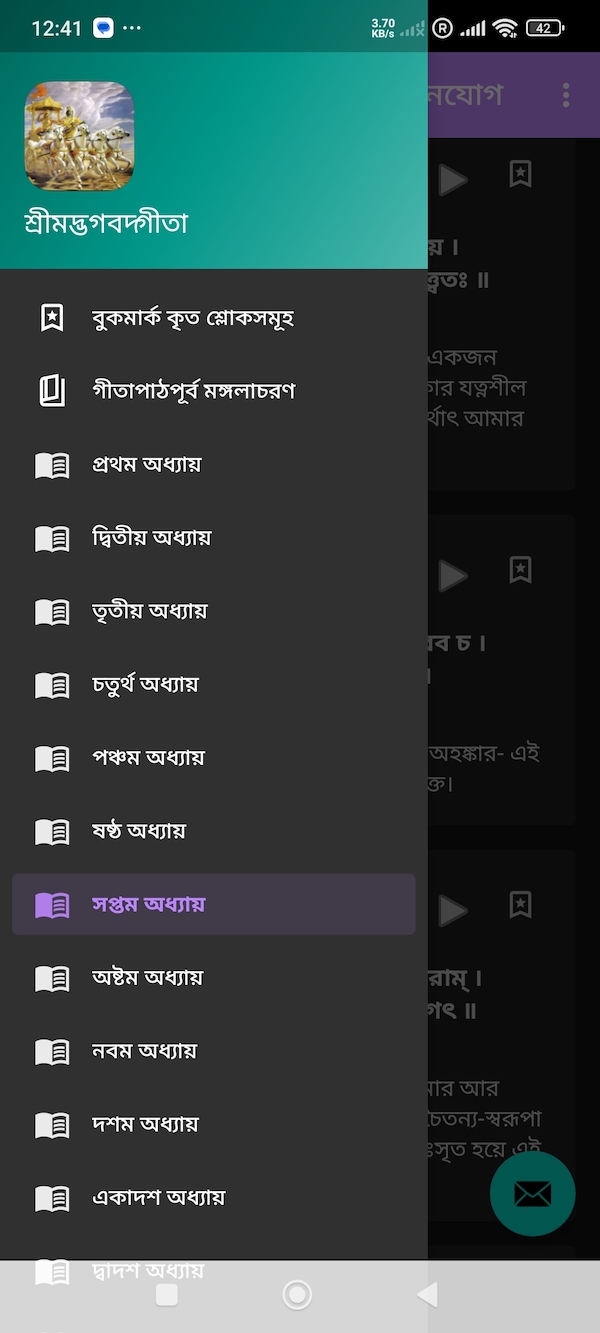 12:41
3.70
KB/s
R
42
নযোগ
শ্রীমদ্ভগবদ্গীতা
য় ।
ত্ত্বতঃ ॥
বুকমার্ক কৃত শ্লোকসমূহ
একজন
গীতাপাঠপূর্ব মঙ্গলাচরণ
কার যত্নশীল
র্থাৎ আমার
প্রথম অধ্যায়
দ্বিতীয় অধ্যায়
তৃতীয় অধ্যায়
রব চ ।
।
চতুর্থ অধ্যায়
অহঙ্কার- এই
পঞ্চম অধ্যায়
ক্ত।
ষষ্ঠ অধ্যায়
সপ্তম অধ্যায়
অষ্টম অধ্যায়
রাম্ ।
গৎ ॥
নবম অধ্যায়
মার আর
দশম অধ্যায়
চৈতন্য-স্বরূপা
ঃসৃত হয়ে এই
একাদশ অধ্যায়
দ্বাদশ অধ্যায়